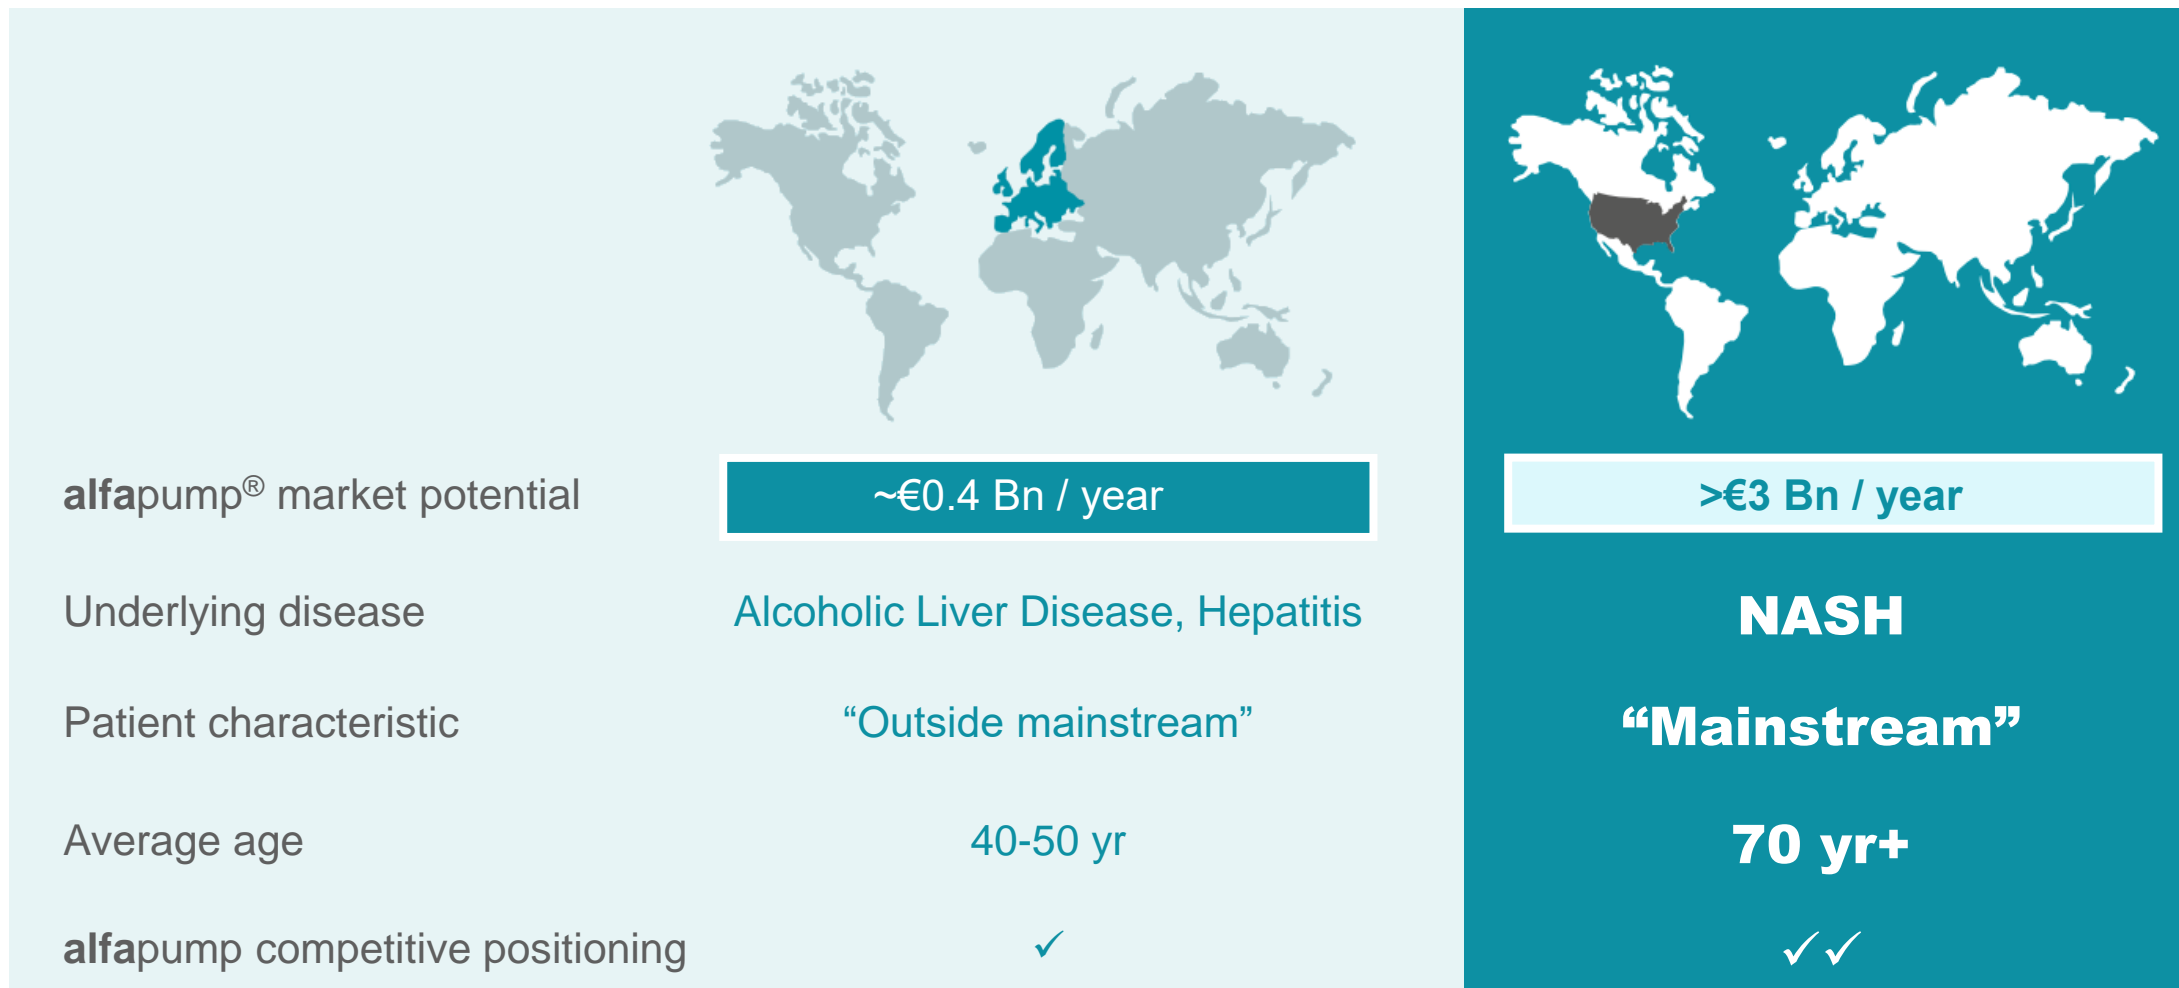 alfapump® market potential ~€0.4 Bn / year >€3 Bn / year
Underlying disease Alcoholic Liver Disease, Hepatitis NASH
Patient characteristic “Outside mainstream” “Mainstream”
Average age 40-50 yr 70 yr+
alfapump competitive positioning ✓ ✓✓